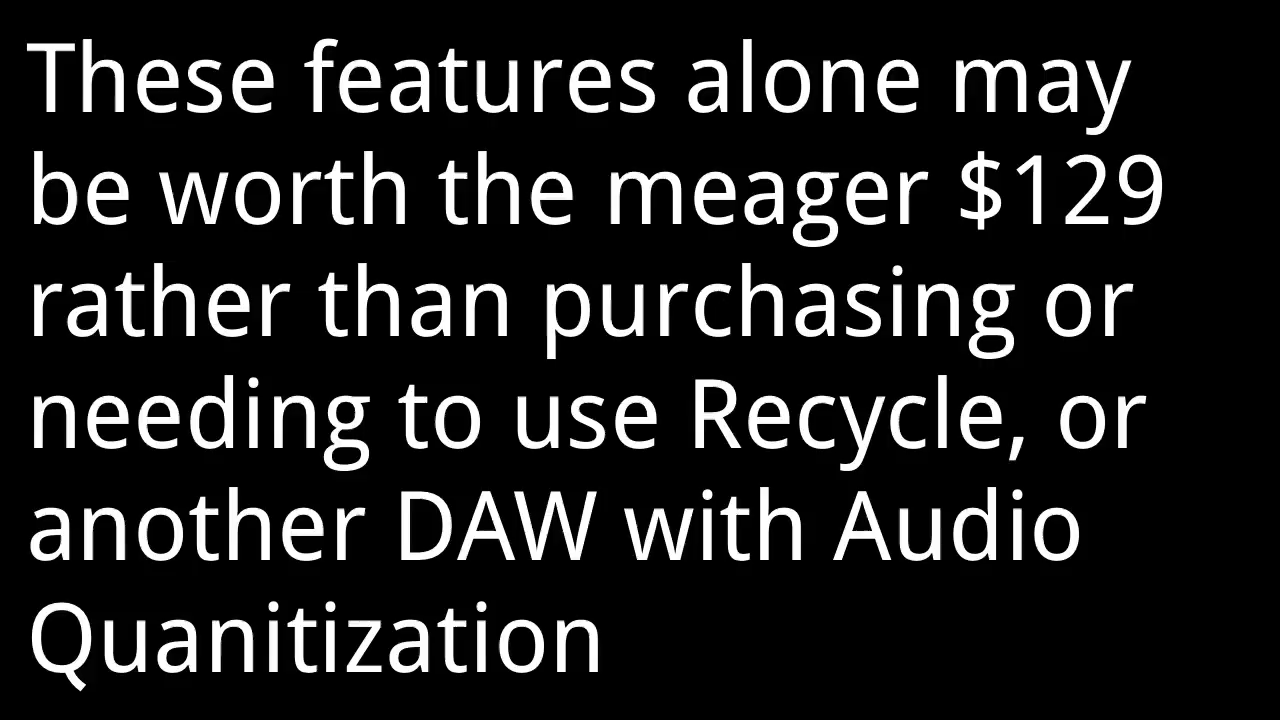 These features alone may
be worth the meager $129
rather than purchasing or
needing to use Recycle, or
another DAW with Audio
Quanitization